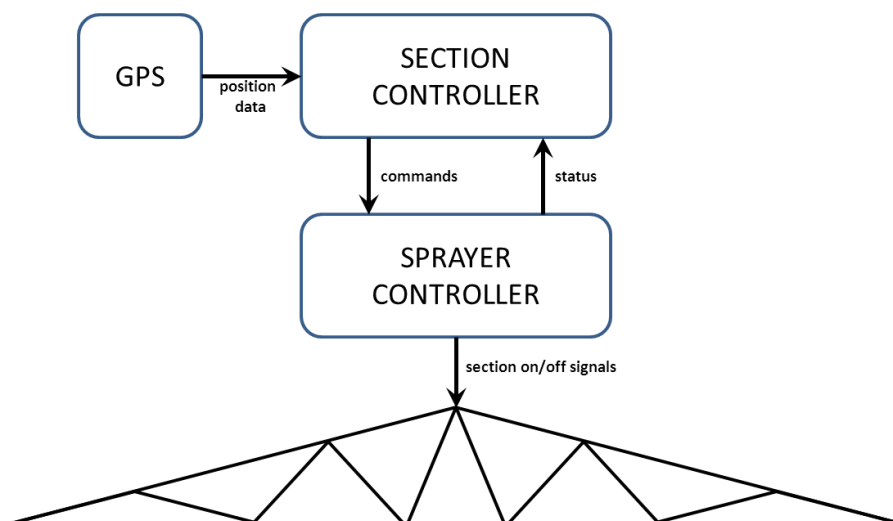 GPS
position
data
SECTION
CONTROLLER
commands
status
SPRAYER
CONTROLLER
section on/off signals